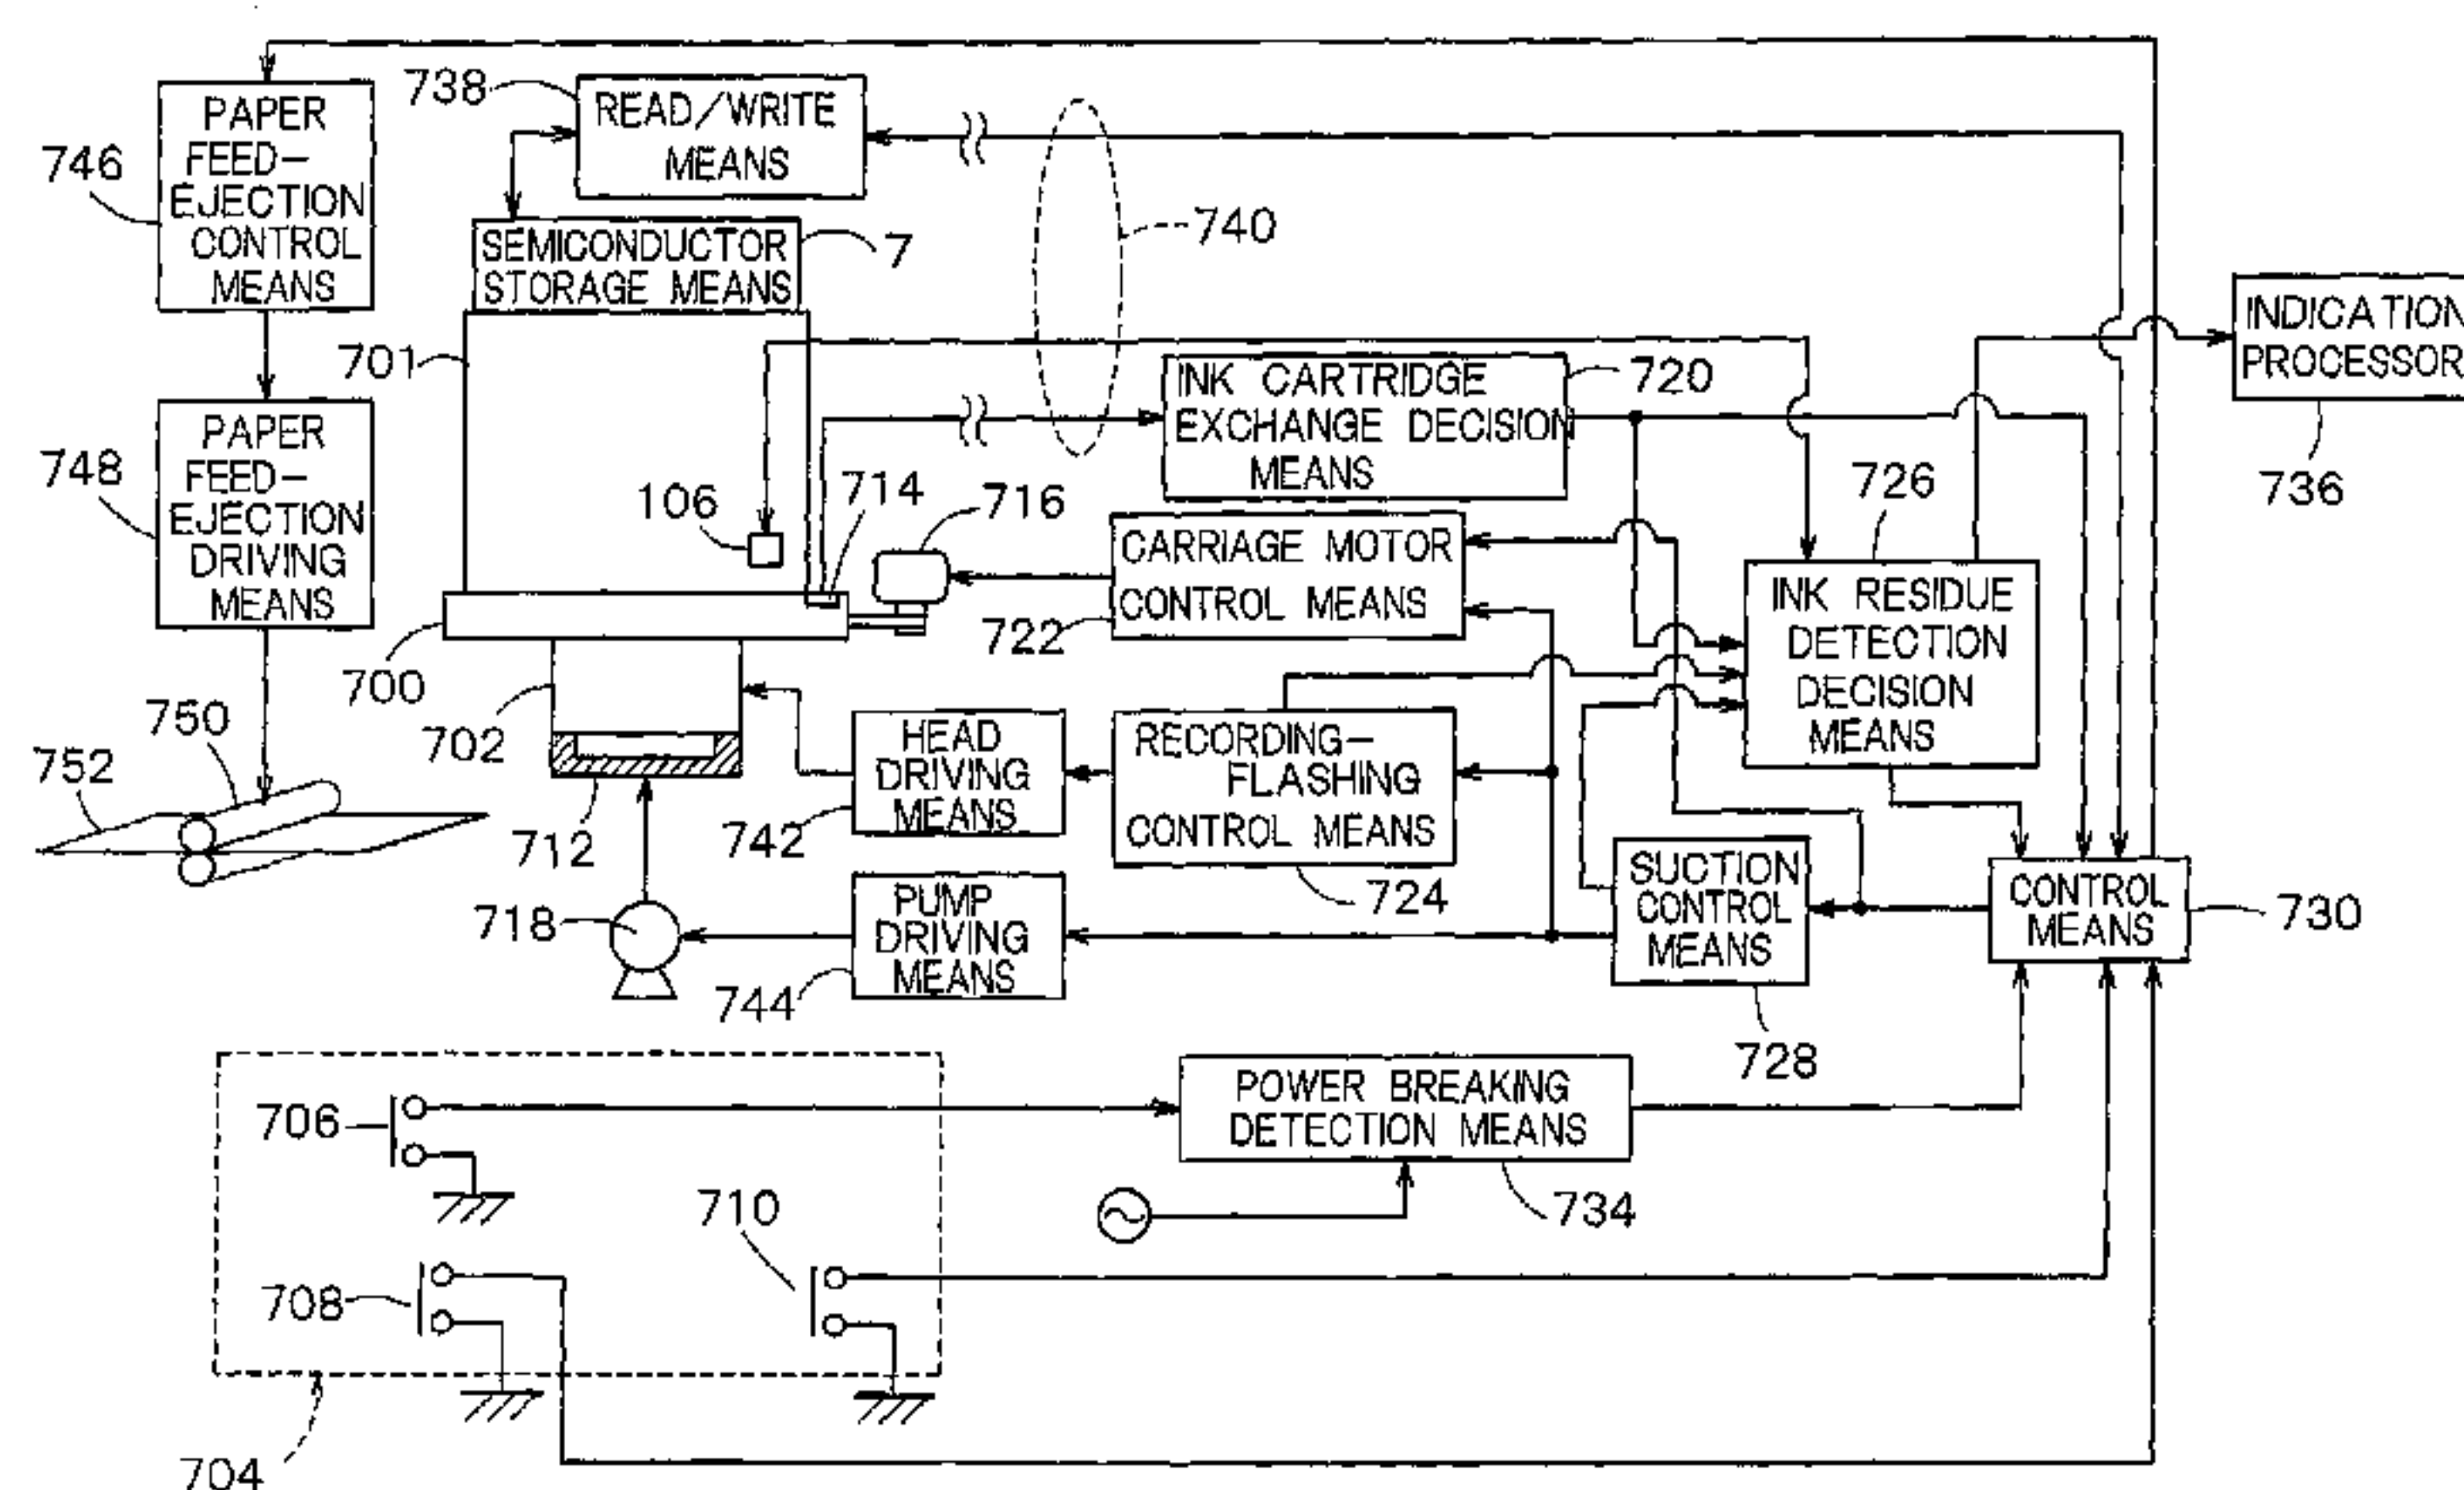 738
READ/WRITE
MEANS
PAPER
FEED-
EJECTION
CONTROL
MEANS
746
740
SEMICONDUCTOR
STORAGE MEANS
7
INDICATION
PROCESSOR
736
701
INK CARTRIDGE
EXCHANGE DECISION
MEANS
720
PAPER
FEED-
EJECTION
DRIVING
MEANS
748
106
714
716
726
CARRIAGE MOTOR
CONTROL MEANS
722
INK RESIDUE
DETECTION
DECISION
MEANS
700
702
750
752
712
HEAD
DRIVING
MEANS
742
RECORDING-
FLASHING
CONTROL MEANS
724
SUCTION
CONTROL
MEANS
728
CONTROL
MEANS
730
718
PUMP
DRIVING
MEANS
744
706
POWER BREAKING
DETECTION MEANS
734
710
708
704